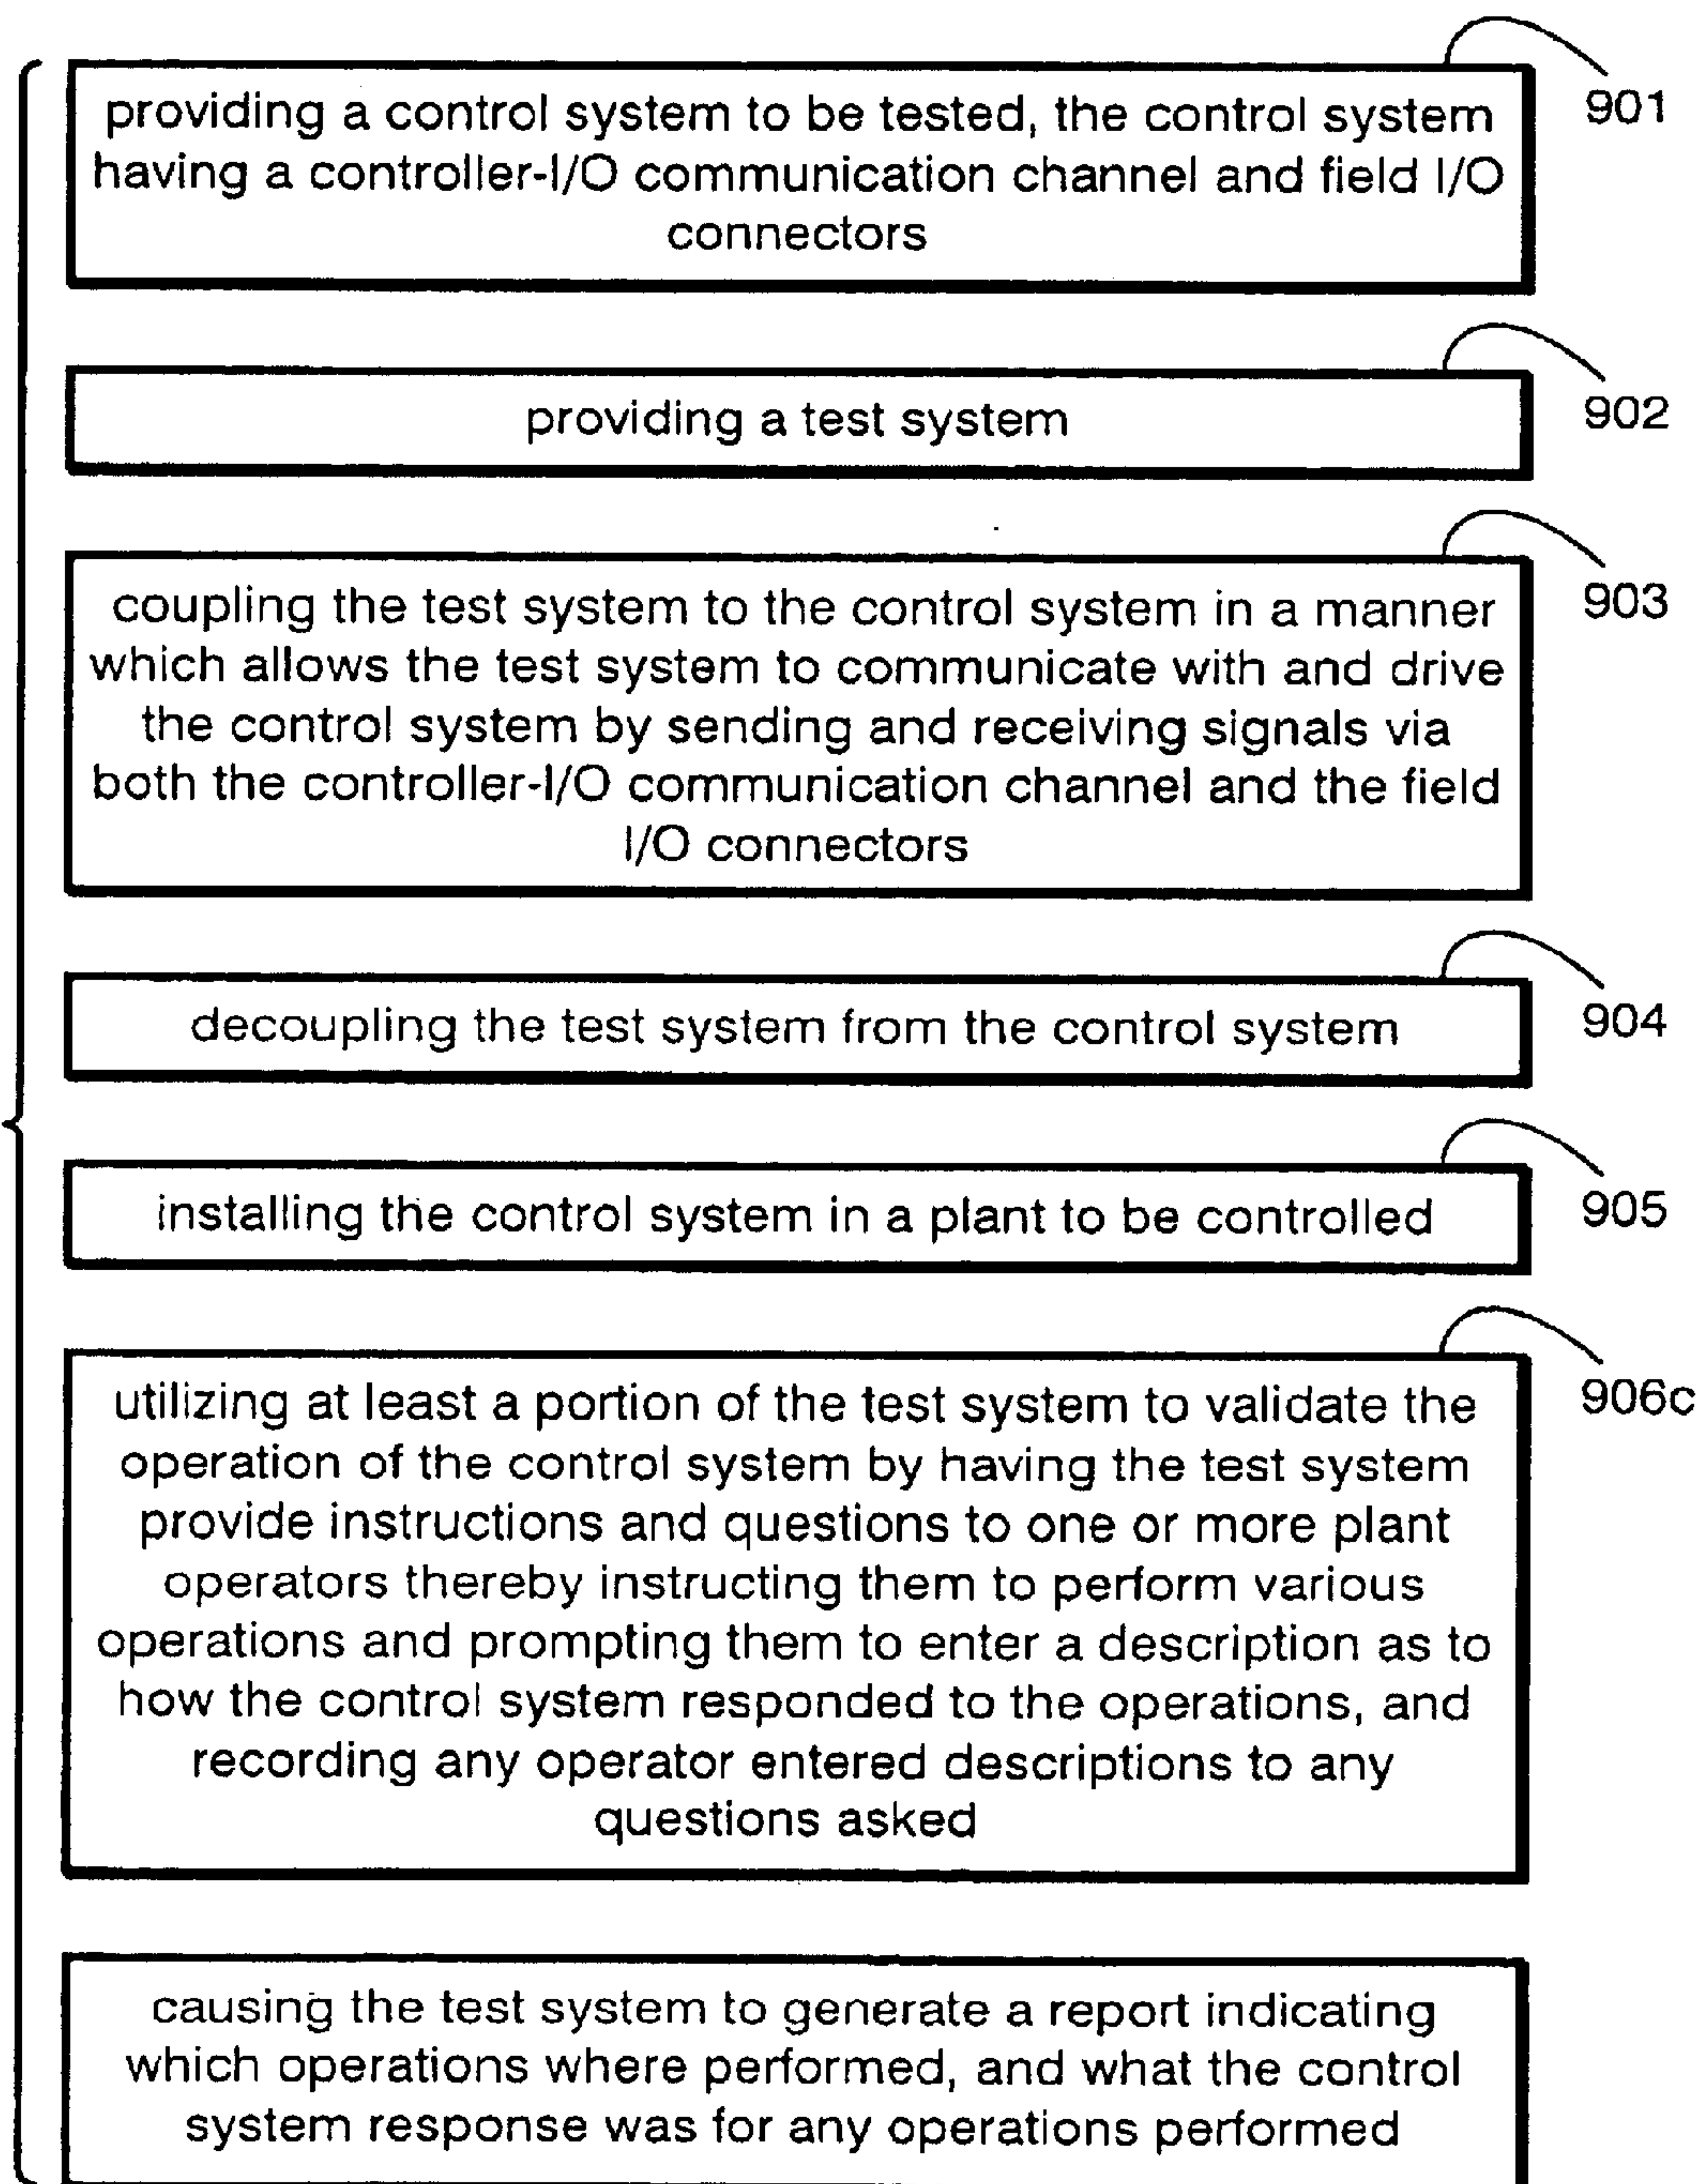 901
providing a control system to be tested, the control system
having a controller-I/O communication channel and field I/O
connectors
902
providing a test system
903
coupling the test system to the control system in a manner
which allows the test system to communicate with and drive
the control system by sending and receiving signals via
both the controller-I/O communication channel and the field
I/O connectors
904
decoupling the test system from the control system
905
installing the control system in a plant to be controlled
906c
utilizing at least a portion of the test system to validate the
operation of the control system by having the test system
provide instructions and questions to one or more plant
operators thereby instructing them to perform various
operations and prompting them to enter a description as to
how the control system responded to the operations, and
recording any operator entered descriptions to any
questions asked
causing the test system to generate a report indicating
which operations where performed, and what the control
system response was for any operations performed